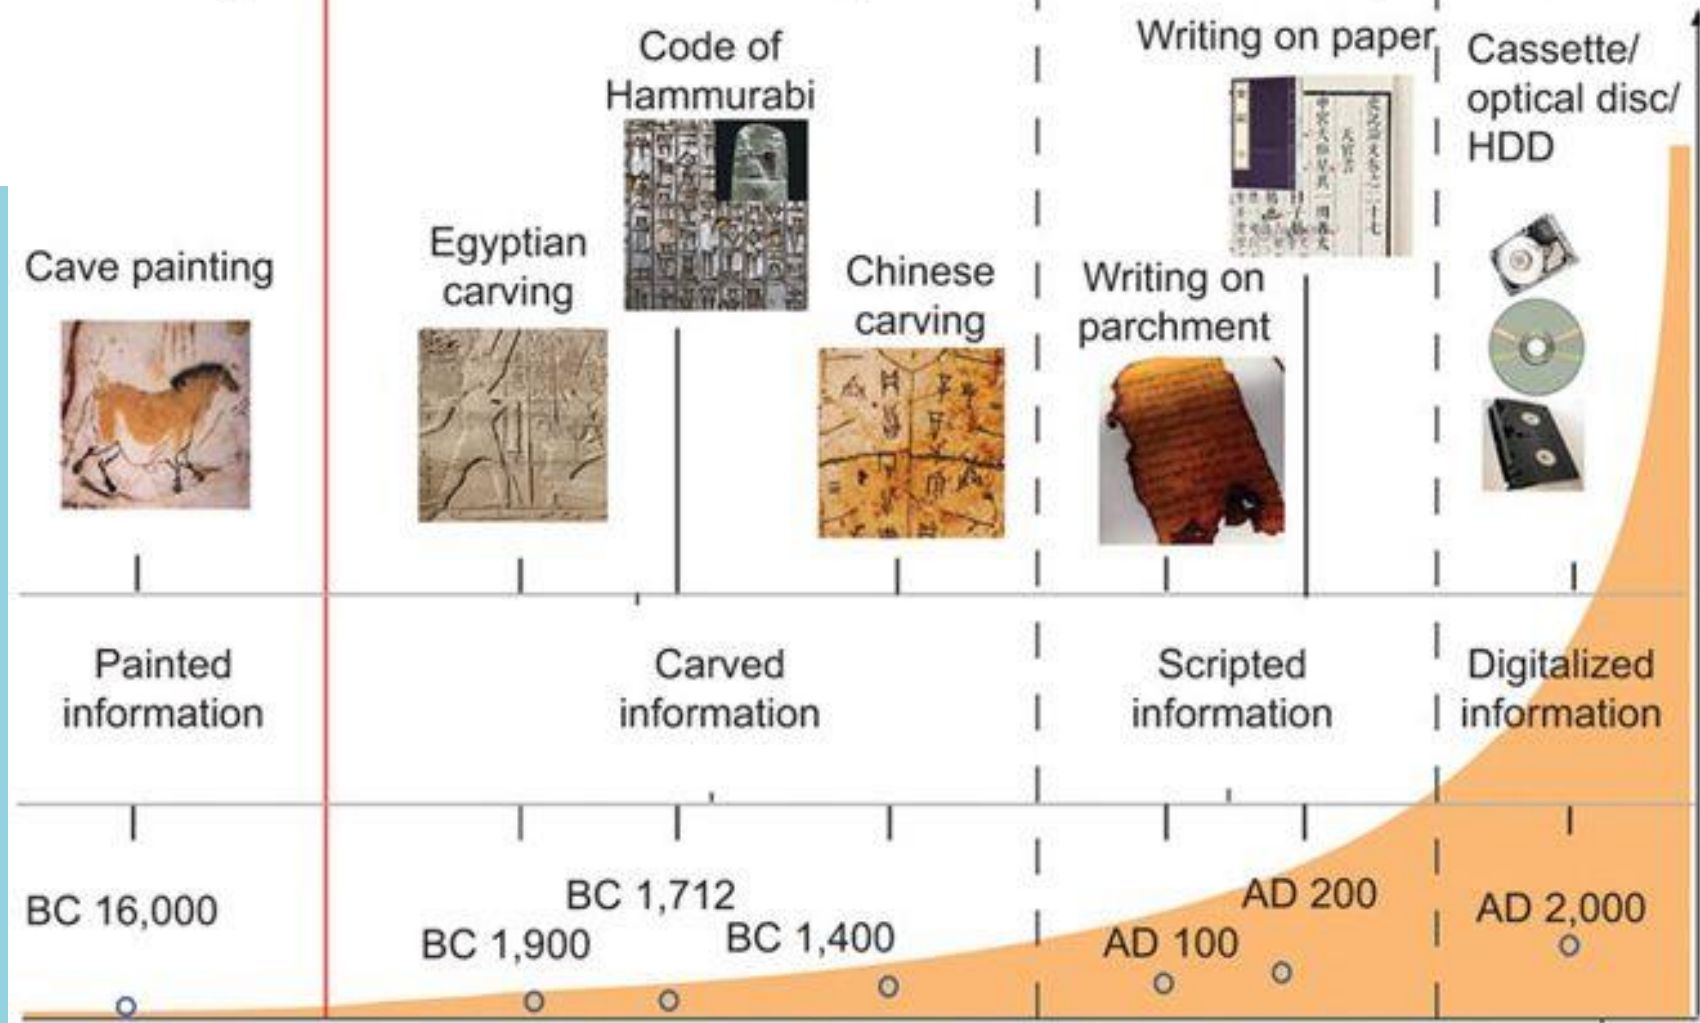 Writing on paper
Code of
Hammurabi
Cassette/
optical disc/
HDD
Cave painting
Egyptian
carving
Chinese
carving
Writing on
parchment
Painted
information
Carved
information
Scripted
information
Digitalized
information
BC 16,000
BC 1,900
BC 1,712
BC 1,400
AD 100
AD 200
AD 2,000